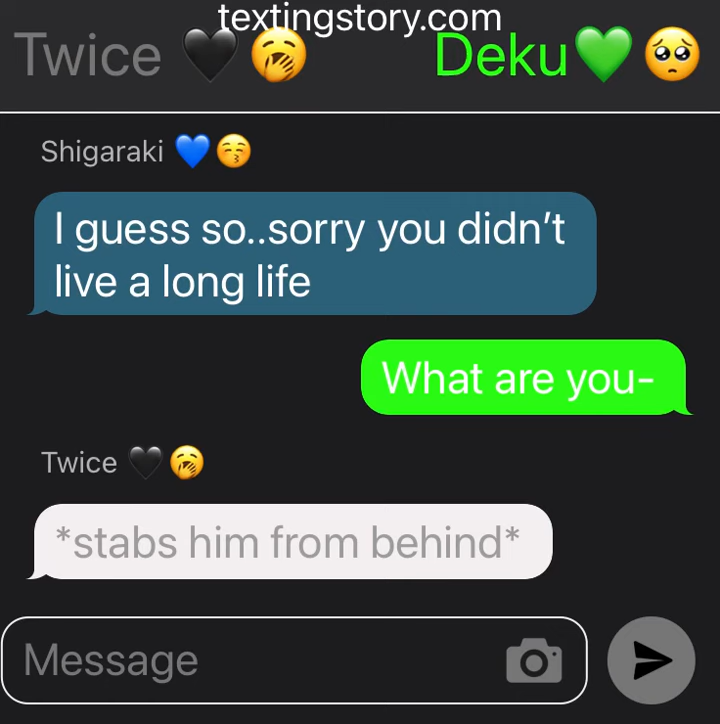 textingstory.com
Twice 🖤🥱 Deku💚🥺
Shigaraki 💙😚
I guess so..sorry you didn’t
live a long life
What are you-
Twice 🖤🥱
*stabs him from behind*
Message